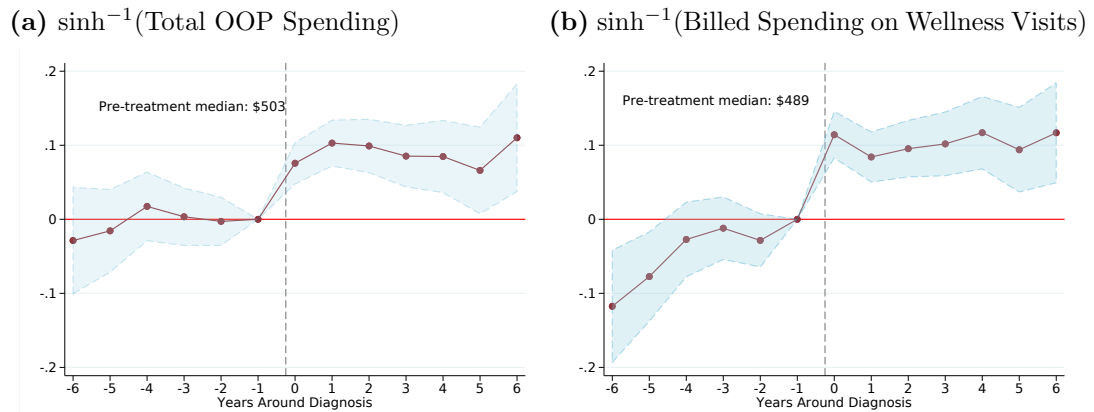 (a) sinh⁻¹(Total OOP Spending)
.2
.1
0
-.1
-.2
Pre-treatment median: $503
-6 -5 -4 -3 -2 -1 0 1 2 3 4 5 6
Years Around Diagnosis
(b) sinh⁻¹(Billed Spending on Wellness Visits)
.2
.1
0
-.1
-.2
Pre-treatment median: $489
-6 -5 -4 -3 -2 -1 0 1 2 3 4 5 6
Years Around Diagnosis